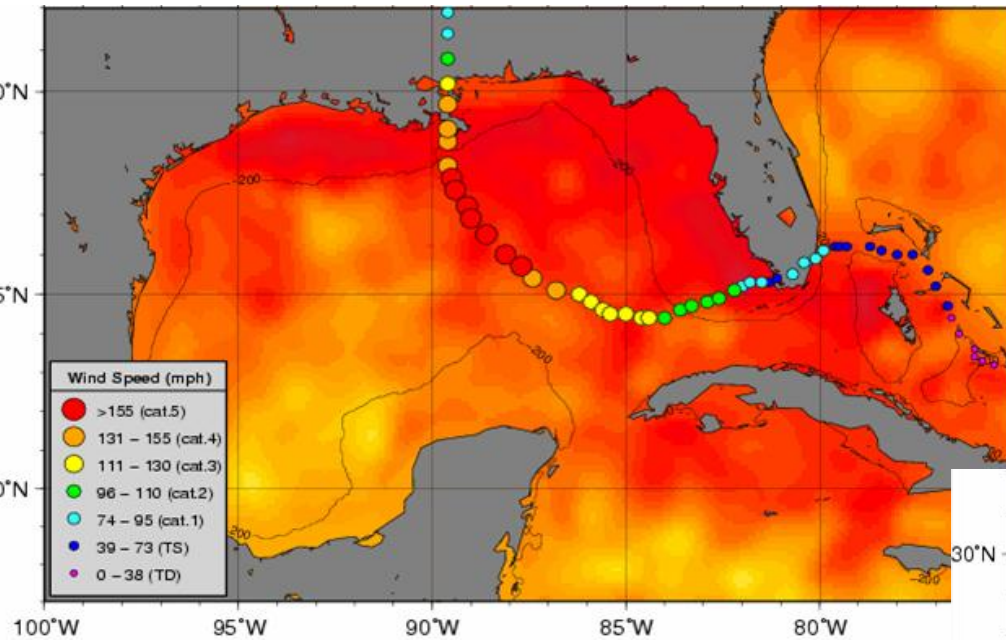 0°N
5°N
0°N
200
200
200
200
-200
Wind Speed (mph)
>155 (cat.5)
131 – 155 (cat.4)
111 – 130 (cat.3)
96 – 110 (cat.2)
74 – 95 (cat.1)
39 – 73 (TS)
0 – 38 (TD)
30°N
100°W
95°W
90°W
85°W
80°W